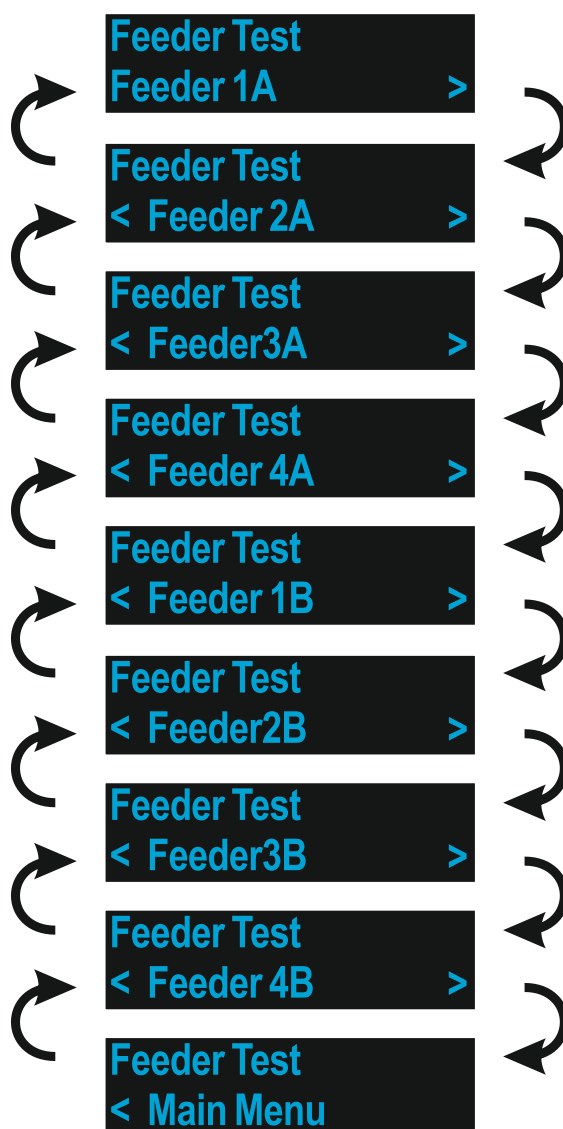 Feeder Test
Feeder 1A >
Feeder Test
< Feeder 2A >
Feeder Test
< Feeder3A >
Feeder Test
< Feeder 4A >
Feeder Test
< Feeder 1B >
Feeder Test
< Feeder2B >
Feeder Test
< Feeder3B >
Feeder Test
< Feeder 4B >
Feeder Test
< Main Menu